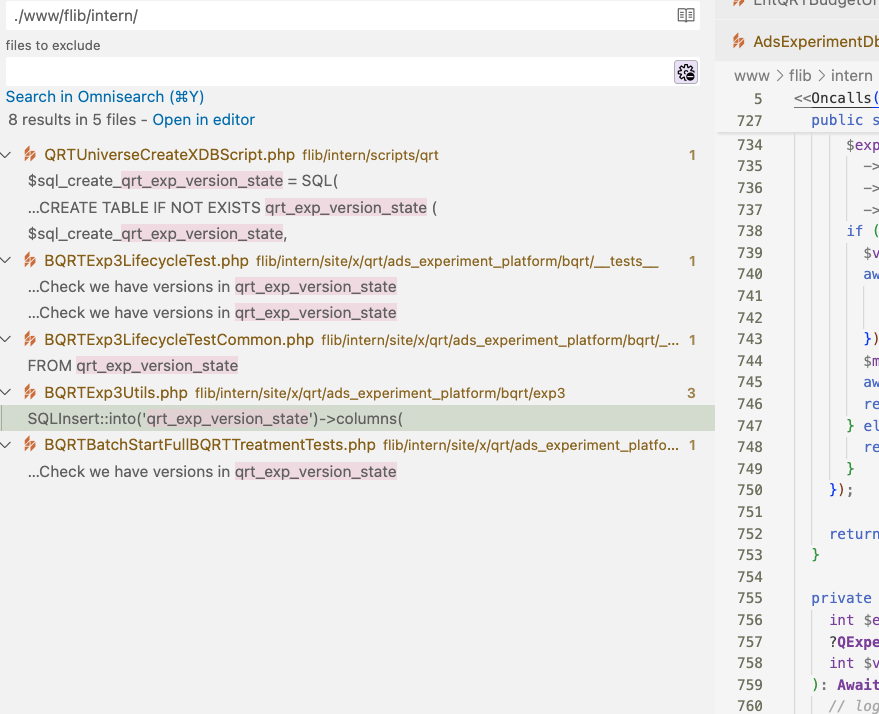 ./www/flib/intern/
files to exclude
Search in Omnisearch (⌘Y)
8 results in 5 files - Open in editor
QRTUniverseCreateXDBScript.php flib/intern/scripts/qrt 1
$sql_create_qrt_exp_version_state = SQL(
...CREATE TABLE IF NOT EXISTS qrt_exp_version_state (
$sql_create_qrt_exp_version_state,
BQRTExp3LifecycleTest.php flib/intern/site/x/qrt/ads_experiment_platform/bqrt/__tests__ 1
...Check we have versions in qrt_exp_version_state
...Check we have versions in qrt_exp_version_state
BQRTExp3LifecycleTestCommon.php flib/intern/site/x/qrt/ads_experiment_platform/bqrt/_... 1
FROM qrt_exp_version_state
BQRTExp3Utils.php flib/intern/site/x/qrt/ads_experiment_platform/bqrt/exp3 3
SQLInsert::into('qrt_exp_version_state')->columns(
BQRTBatchStartFullBQRTTreatmentTests.php flib/intern/site/x/qrt/ads_experiment_platfo... 1
...Check we have versions in qrt_exp_version_state
AdsExperimentDb
www > flib > intern
5 <<Oncalls(
727 public s
734 $exp
735 ->
736 ->
737 ->
738 if (
739 $v
740 aw
741
742
743 })
744 $m
745 aw
746 re
747 } el
748 re
749 }
750 });
751
752 return
753 }
754
755 private
756 int $e
757 ?QExpe
758 int $v
759 ): Await
760 // log